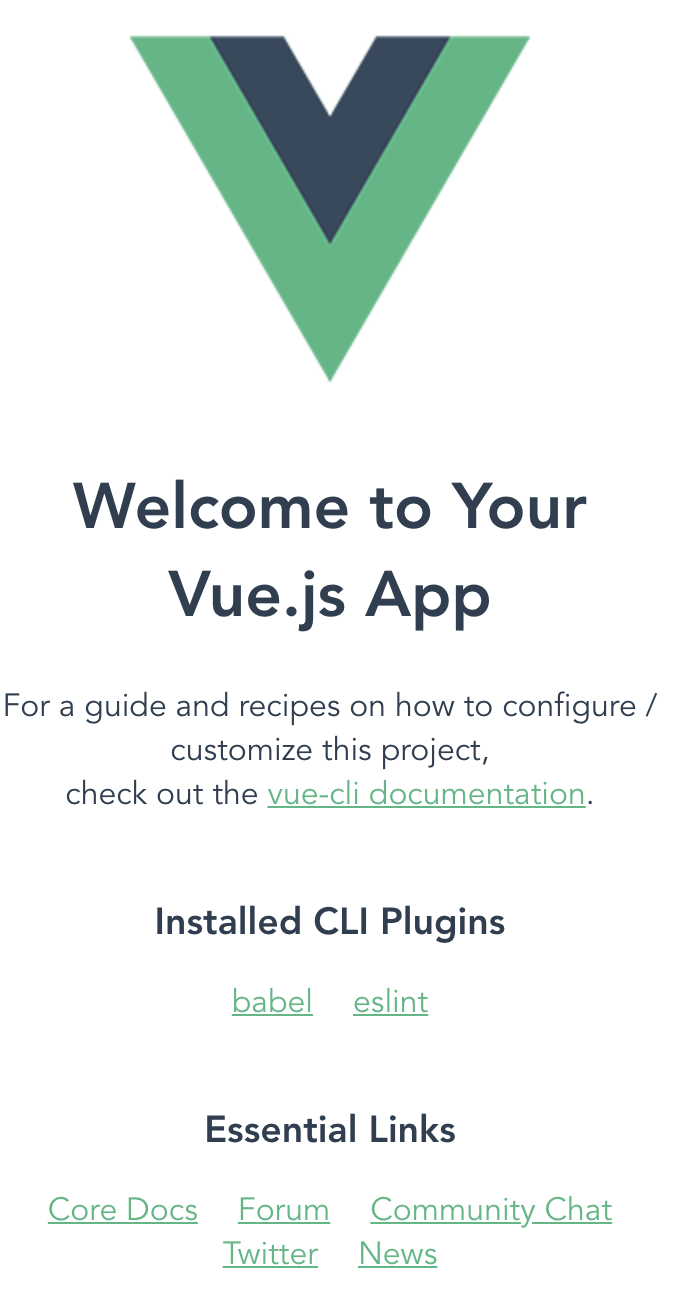 Welcome to Your
Vue.js App
For a guide and recipes on how to configure /
customize this project,
check out the vue-cli documentation.
Installed CLI Plugins
babel eslint
Essential Links
Core Docs Forum Community Chat
Twitter News